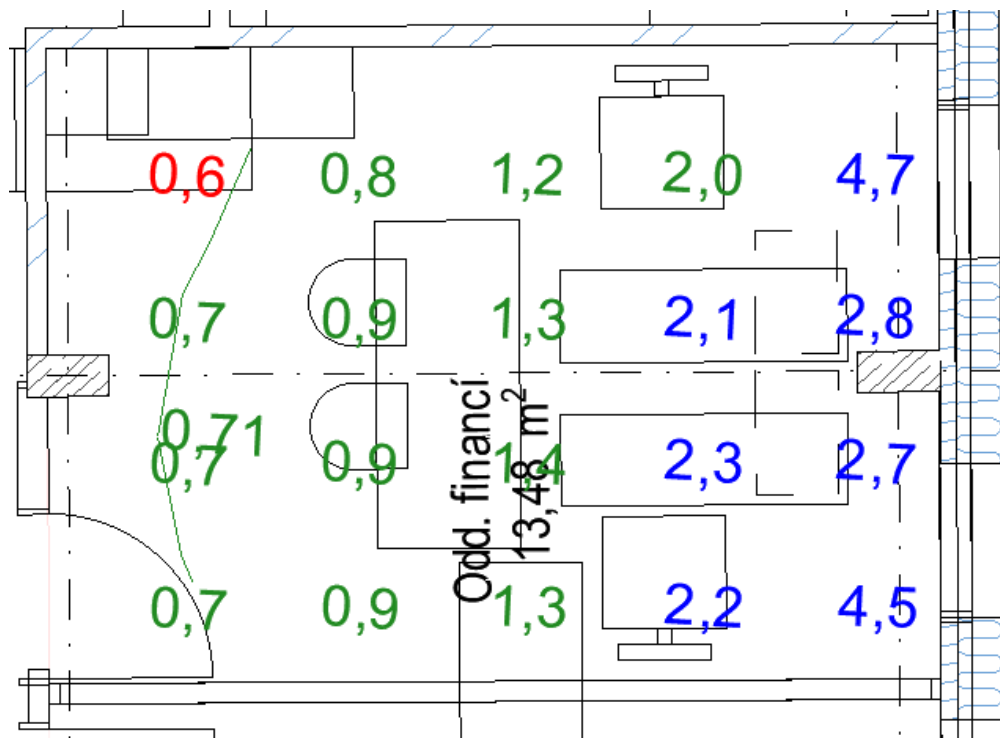 0,6 0,8 1,2 2,0 4,7
0,7 0,9 1,3 2,1 2,8
0,71
0,7 0,9 1,4 2,3 2,7
0,7 0,9 1,3 2,2 4,5
Odd. financí
13,48 m²